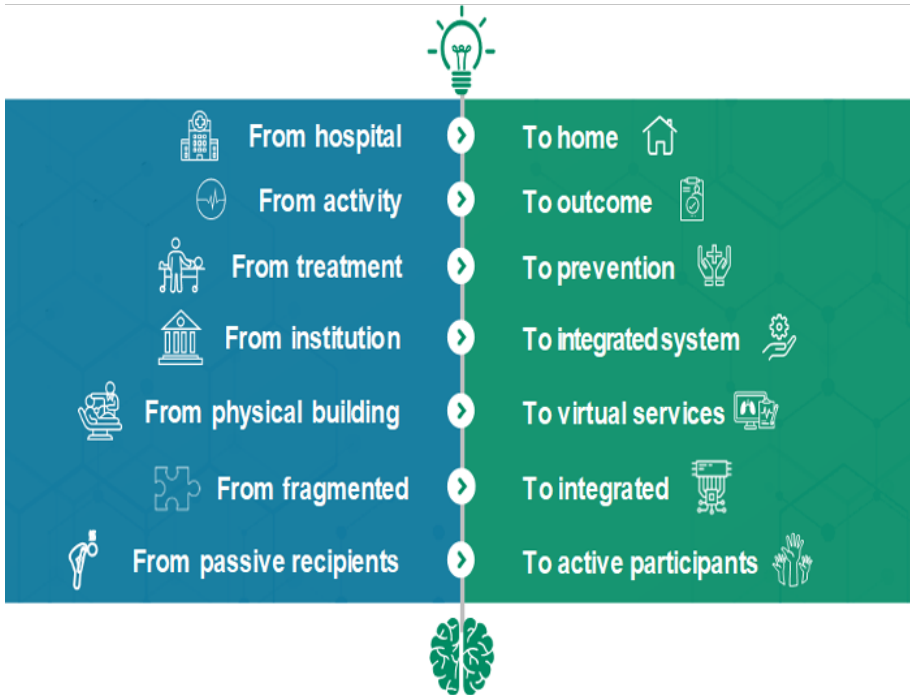 From hospital To home
From activity To outcome
From treatment To prevention
From institution To integrated system
From physical building To virtual services
From fragmented To integrated
From passive recipients To active participants